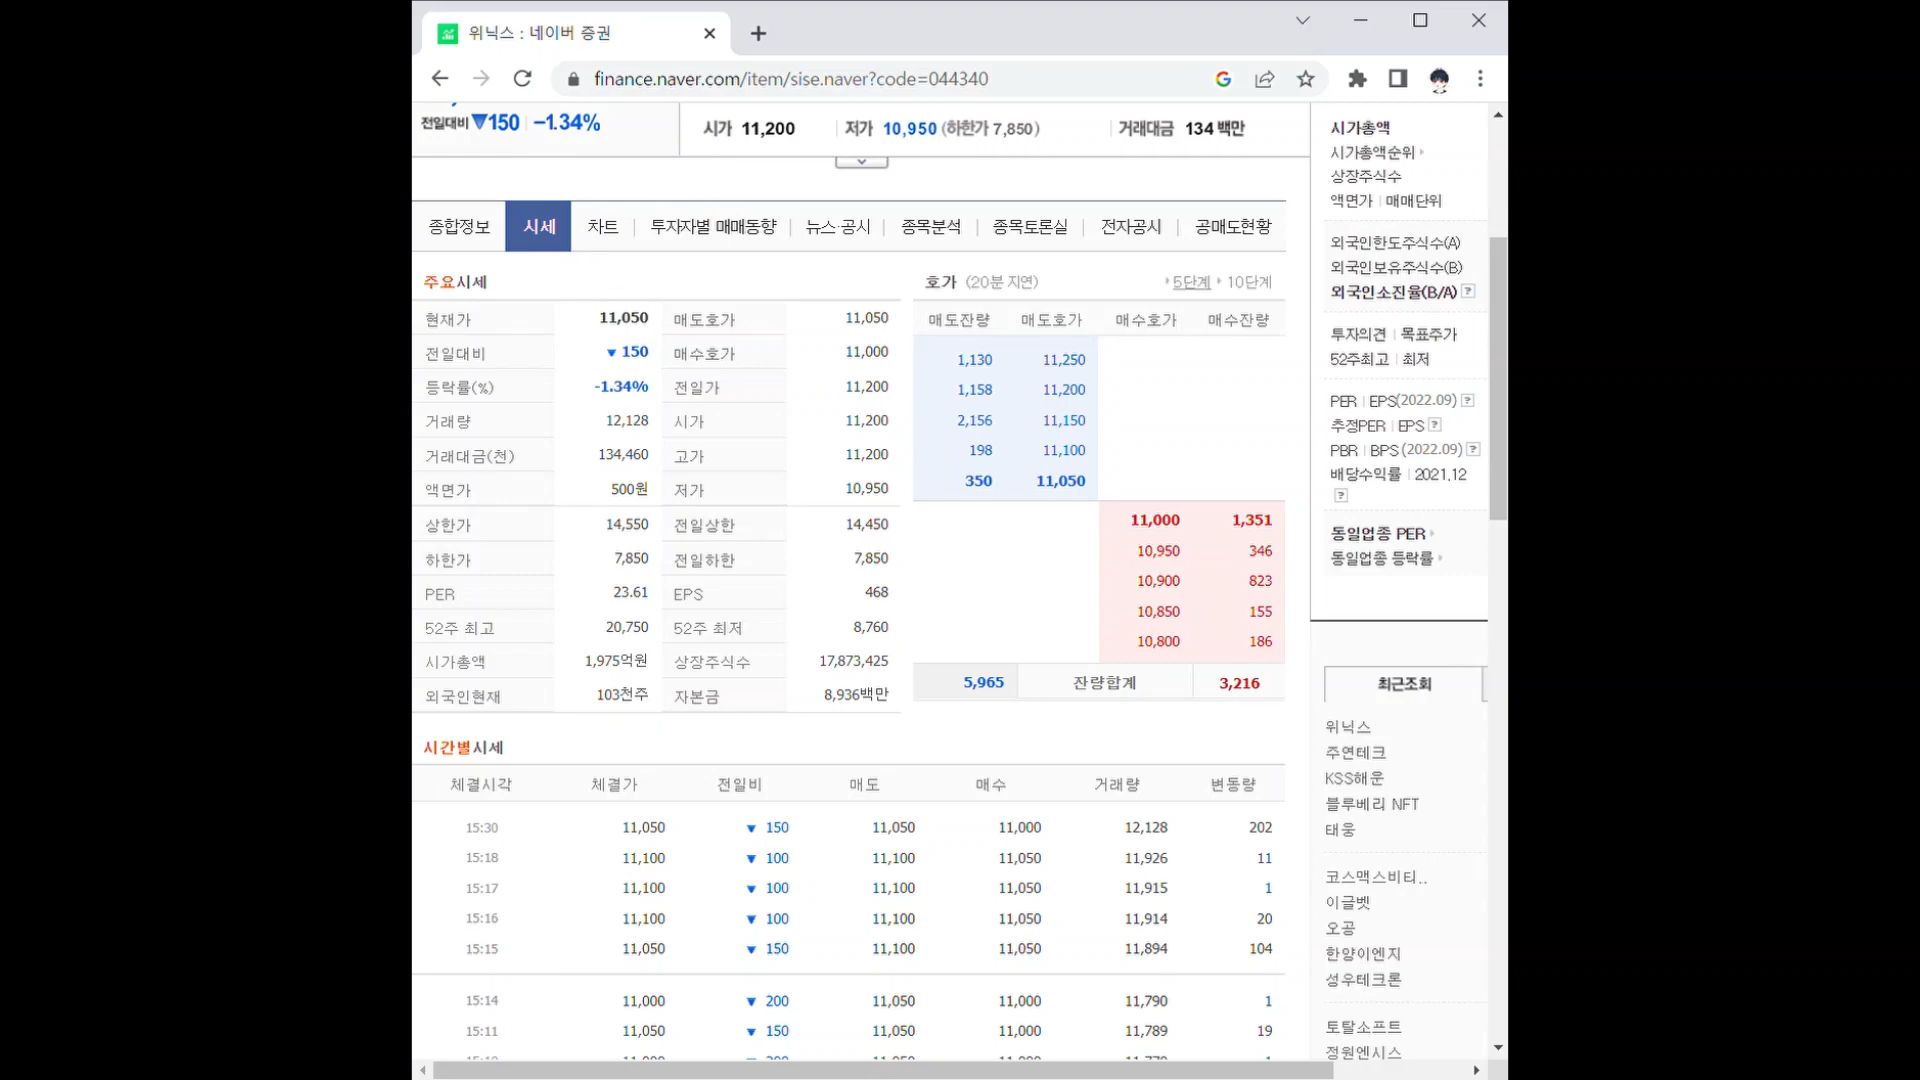 위닉스 : 네이버 증권
finance.naver.com/item/sise.naver?code=044340
전일대비 ▼150 -1.34%
시가 11,200 저가 10,950 (하한가 7,850) 거래대금 134 백만
종합정보 시세 차트 투자자별 매매동향 뉴스·공시 종목분석 종목토론실 전자공시 공매도현황
주요시세
현재가 11,050 매도호가 11,050
전일대비 ▼ 150 매수호가 11,000
등락률(%) -1.34% 전일가 11,200
거래량 12,128 시가 11,200
거래대금(천) 134,460 고가 11,200
액면가 500원 저가 10,950
상한가 14,550 전일상한 14,450
하한가 7,850 전일하한 7,850
PER 23.61 EPS 468
52주 최고 20,750 52주 최저 8,760
시가총액 1,975억원 상장주식수 17,873,425
외국인현재 103천주 자본금 8,936백만
호가 (20분 지연) 5단계 10단계
매도잔량 매도호가 매수호가 매수잔량
1,130 11,250
1,158 11,200
2,156 11,150
198 11,100
350 11,050
11,000 1,351
10,950 346
10,900 823
10,850 155
10,800 186
5,965 잔량합계 3,216
시간별시세
체결시각 체결가 전일비 매도 매수 거래량 변동량
15:30 11,050 ▼ 150 11,050 11,000 12,128 202
15:18 11,100 ▼ 100 11,100 11,050 11,926 11
15:17 11,100 ▼ 100 11,100 11,050 11,915 1
15:16 11,100 ▼ 100 11,100 11,050 11,914 20
15:15 11,050 ▼ 150 11,100 11,050 11,894 104
15:14 11,000 ▼ 200 11,050 11,000 11,790 1
15:11 11,050 ▼ 150 11,050 11,000 11,789 19
시가총액
시가총액순위
상장주식수
액면가 | 매매단위
외국인한도주식수(A)
외국인보유주식수(B)
외국인소진율(B/A) ?
투자의견 | 목표주가
52주최고 | 최저
PER | EPS(2022.09) ?
추정PER | EPS ?
PBR | BPS (2022.09) ?
배당수익률 | 2021.12
?
동일업종 PER
동일업종 등락률
최근조회
위닉스
주연테크
KSS해운
블루베리 NFT
태웅
코스맥스비티..
이글벳
오공
한양이엔지
성우테크론
토탈소프트
정원엔시스